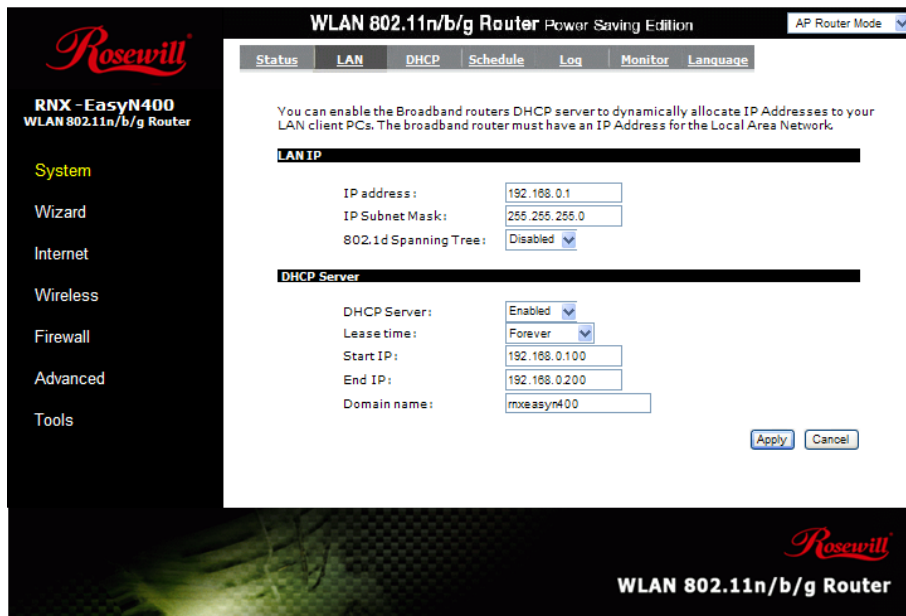 WLAN 802.11n/b/g Router Power Saving Edition
AP Router Mode
Rosewill
Status LAN DHCP Schedule Log Monitor Language
RNX-EasyN400
WLAN 802.11n/b/g Router
You can enable the Broadband routers DHCP server to dynamically allocate IP Addresses to your
LAN client PCs. The broadband router must have an IP Address for the Local Area Network.
LAN IP
IP address: 192.168.0.1
IP Subnet Mask: 255.255.255.0
802.1d Spanning Tree: Disabled
DHCP Server
DHCP Server: Enabled
Lease time: Forever
Start IP: 192.168.0.100
End IP: 192.168.0.200
Domain name: rnxeasyn400
Apply Cancel
System
Wizard
Internet
Wireless
Firewall
Advanced
Tools
Rosewill
WLAN 802.11n/b/g Router